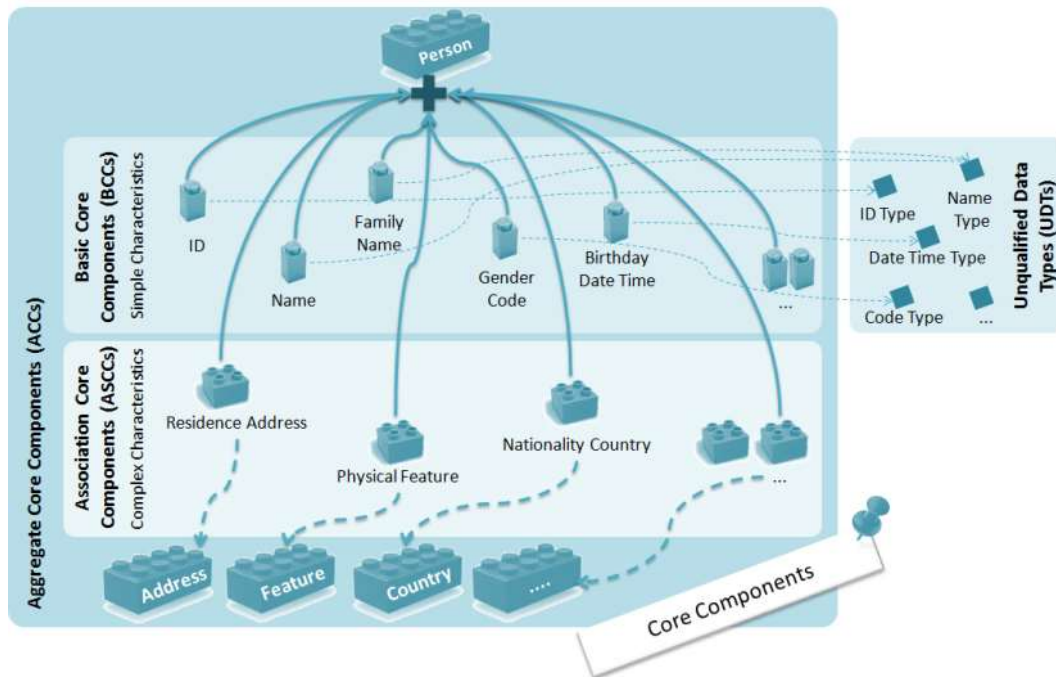 Person
Aggregate Core Components (ACCs)
Basic Core
Components (BCCs)
Simple Characteristics
ID
Name
Family
Name
Gender
Code
Birthday
Date Time
...
Unqualified Data
Types (UDTs)
ID Type
Name
Type
Date Time Type
Code Type
...
Association Core
Components (ASCCs)
Complex Characteristics
Residence Address
Physical Feature
Nationality Country
...
Address
Feature
Country
....
Core Components